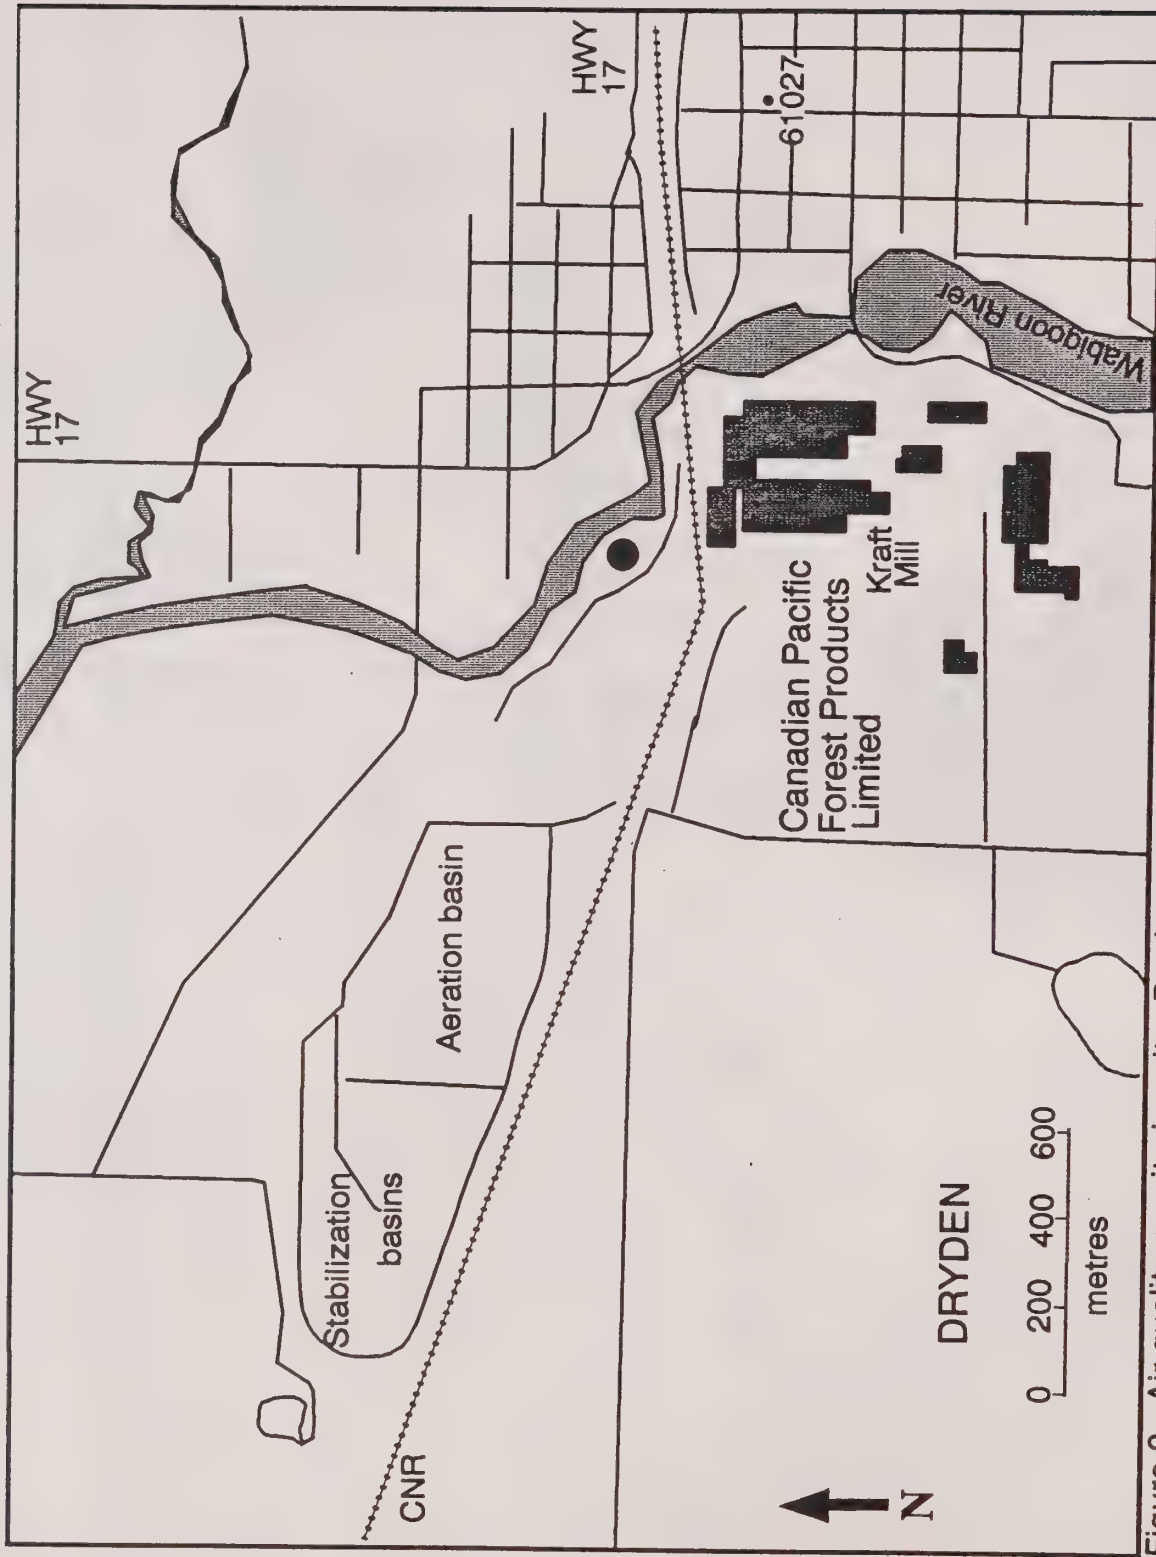 HWY
17
HWY
17
61027
Wabigoon River
Aeration basin
Stabilization
basins
Canadian Pacific
Forest Products
Limited
Kraft
Mill
CNR
DRYDEN
0 200 400 600
metres
N